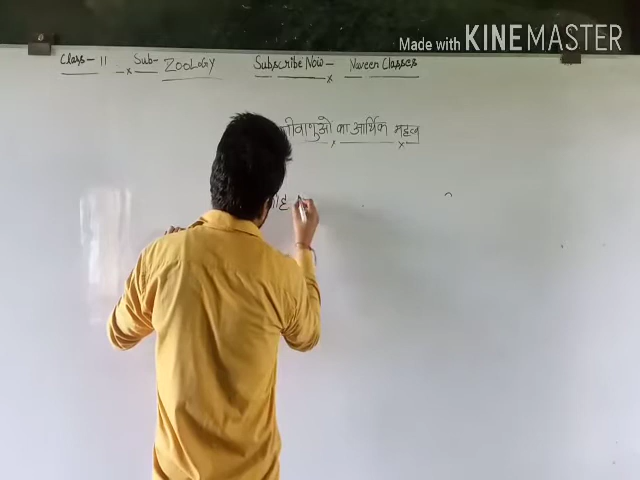 Made with KINEMASTER
Class- 11 Sub- ZOOLOGY Subscribe Now- Naveen Classes
का आर्थिक महत्व